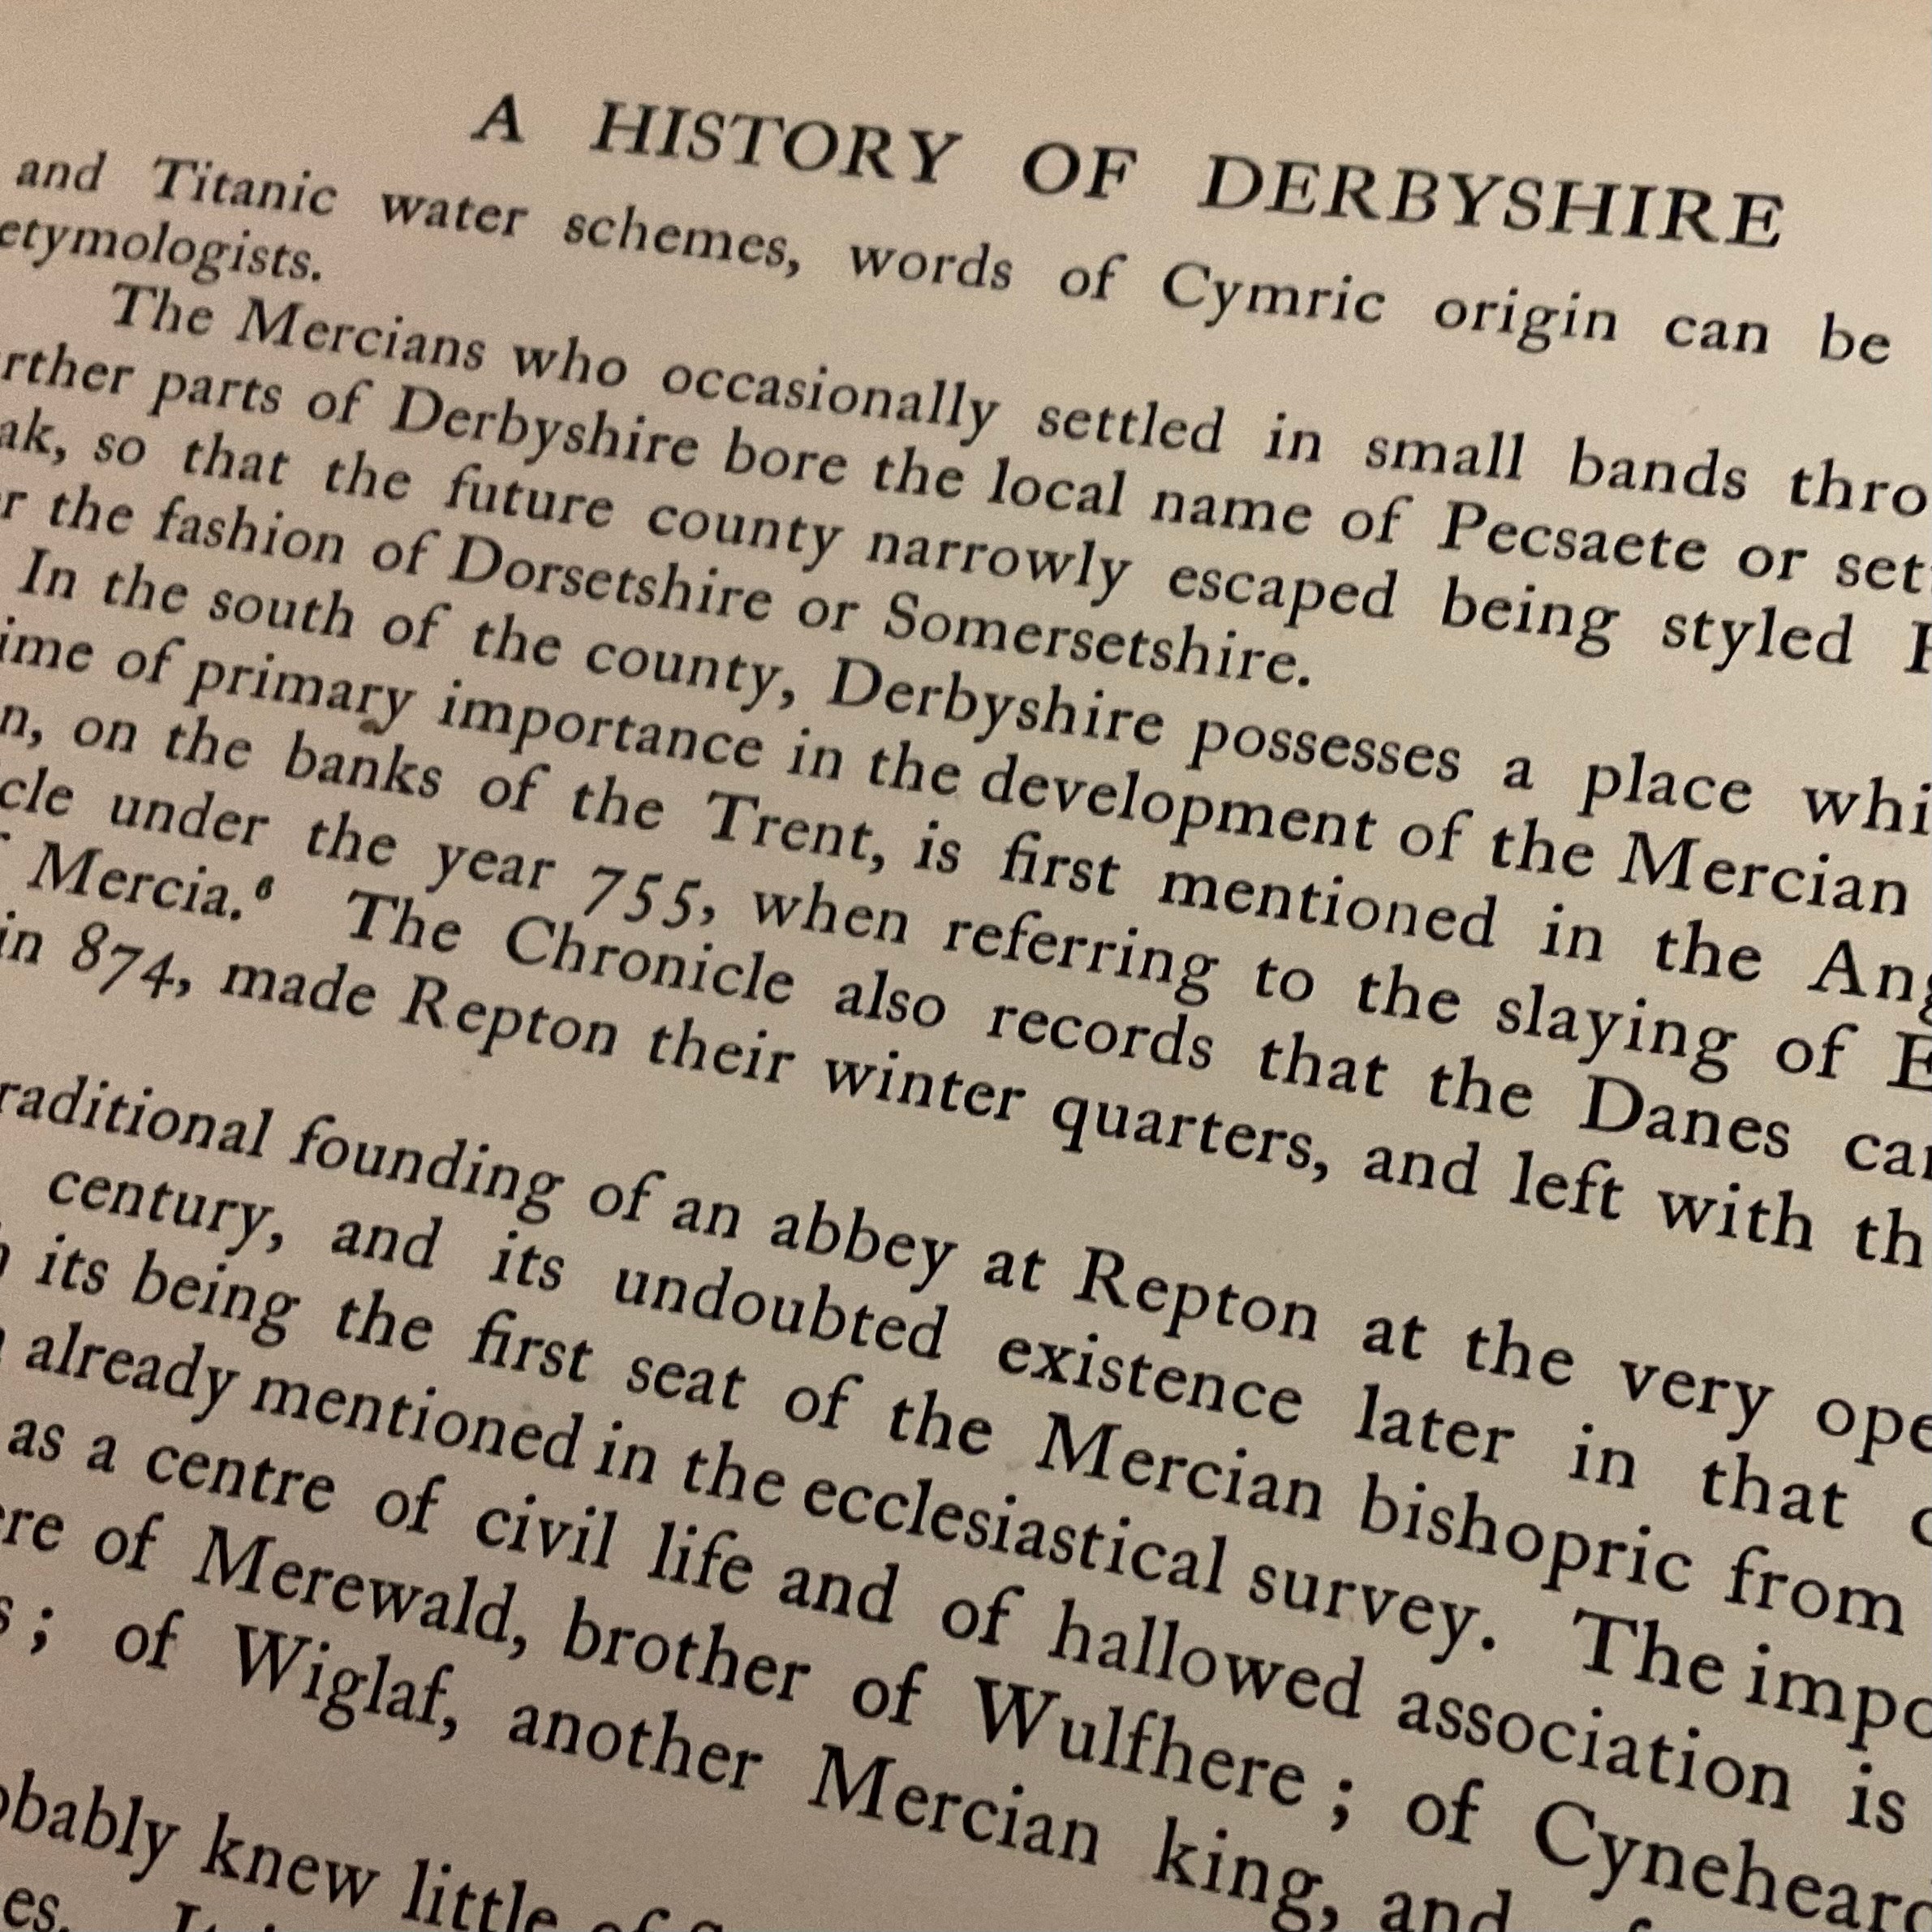 A HISTORY OF DERBYSHIRE
and Titanic water schemes, words of Cymric origin can be
etymologists.
The Mercians who occasionally settled in small bands thro
rther parts of Derbyshire bore the local name of Pecsaete or set
ak, so that the future county narrowly escaped being styled
r the fashion of Dorsetshire or Somersetshire.
In the south of the county, Derbyshire possesses a place whi
ime of primary importance in the development of the Mercian
n, on the banks of the Trent, is first mentioned in the Ang
cle under the year 755, when referring to the slaying of E
Mercia.⁶ The Chronicle also records that the Danes ca
in 874, made Repton their winter quarters, and left with th
raditional founding of an abbey at Repton at the very ope
century, and its undoubted existence later in that c
its being the first seat of the Mercian bishopric from
already mentioned in the ecclesiastical survey. The impo
as a centre of civil life and of hallowed association is
re of Merewald, brother of Wulfhere ; of Cyneheard
s ; of Wiglaf, another Mercian king, and
obably knew little of
es. It